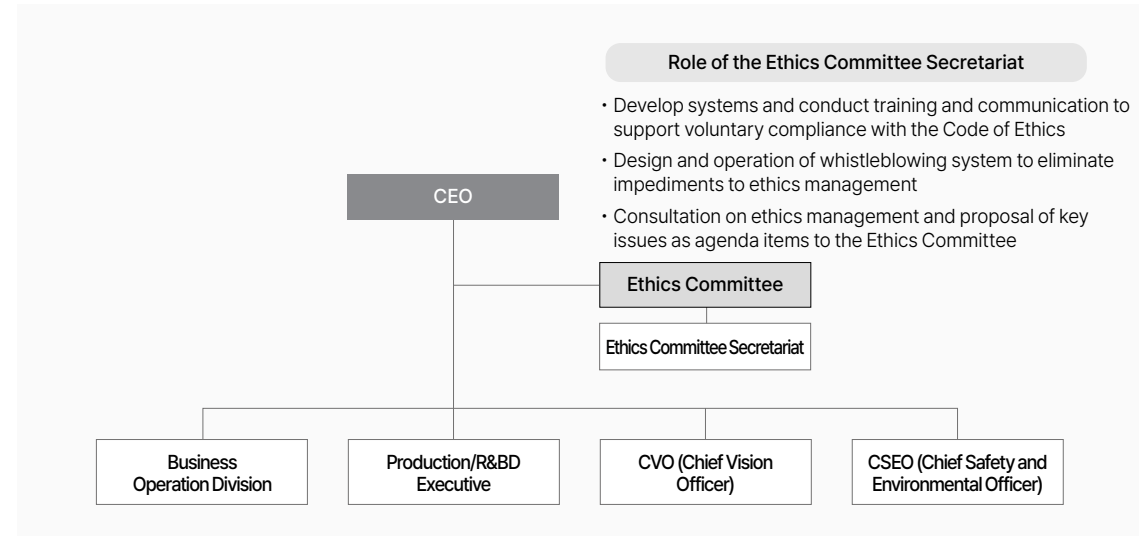 Role of the Ethics Committee Secretariat
• Develop systems and conduct training and communication to
support voluntary compliance with the Code of Ethics
• Design and operation of whistleblowing system to eliminate
impediments to ethics management
• Consultation on ethics management and proposal of key
issues as agenda items to the Ethics Committee
CEO
Ethics Committee
Ethics Committee Secretariat
Business
Operation Division
Production/R&BD
Executive
CVO (Chief Vision
Officer)
CSEO (Chief Safety and
Environmental Officer)